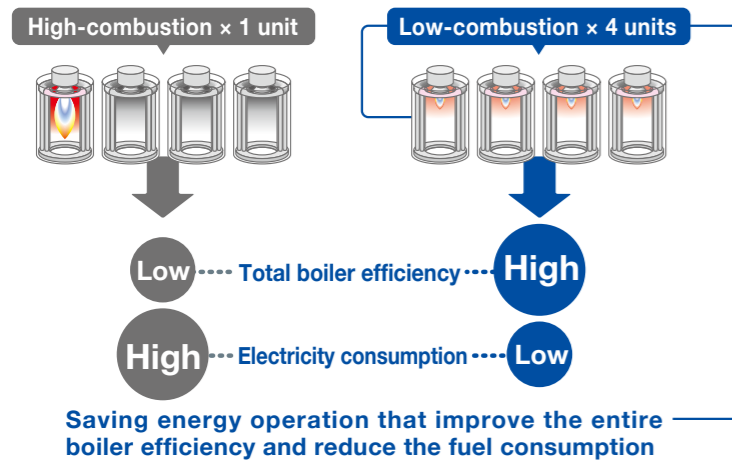 High-combustion × 1 unit
Low-combustion × 4 units
Low
Total boiler efficiency
High
High
Electricity consumption
Low
Saving energy operation that improve the entire
boiler efficiency and reduce the fuel consumption